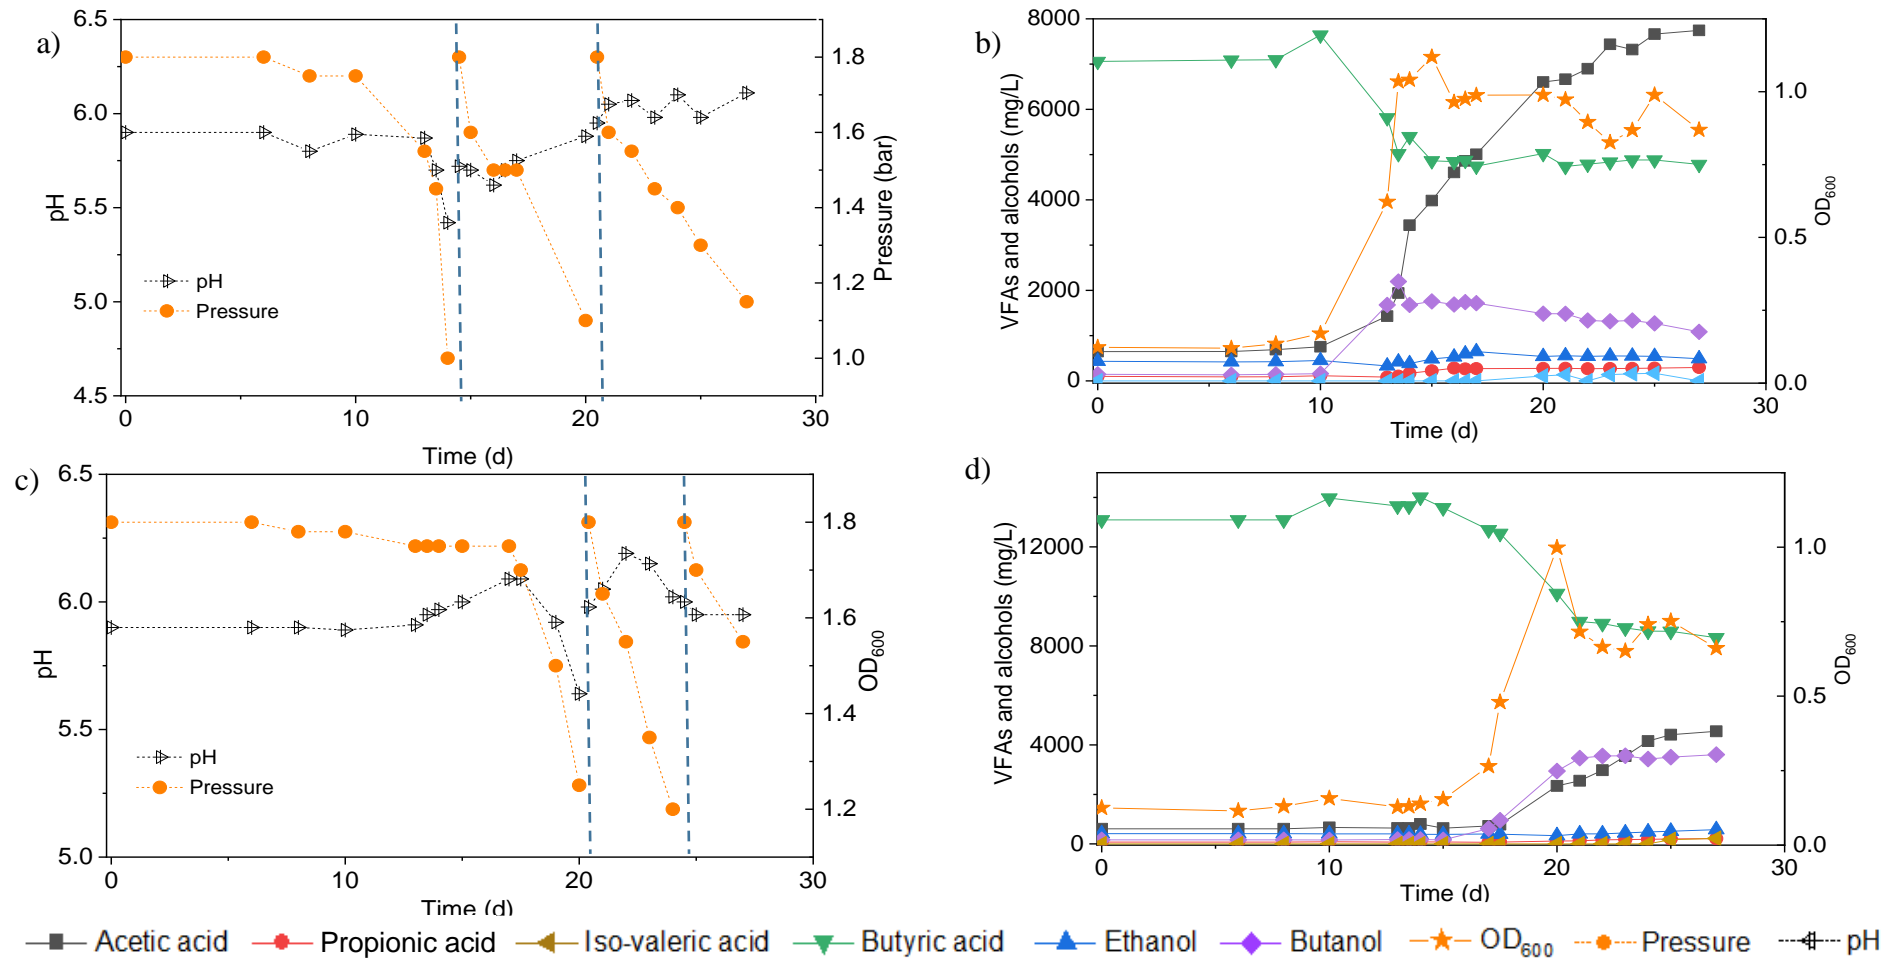 a)
6.5
6.0
5.5
5.0
4.5
pH
1.8
1.6
1.4
1.2
1.0
Pressure (bar)
pH
Pressure
0
10
20
30
Time (d)
b)
8000
6000
4000
2000
0
VFAs and alcohols (mg/L)
1.0
0.5
0.0
OD600
0
10
20
30
Time (d)
c)
6.5
6.0
5.5
5.0
pH
1.8
1.6
1.4
1.2
OD600
pH
Pressure
0
10
20
30
Time (d)
d)
12000
8000
4000
0
VFAs and alcohols (mg/L)
1.0
0.5
0.0
OD600
0
10
20
30
Time (d)
Acetic acid Propionic acid Iso-valeric acid Butyric acid Ethanol Butanol OD600 Pressure pH